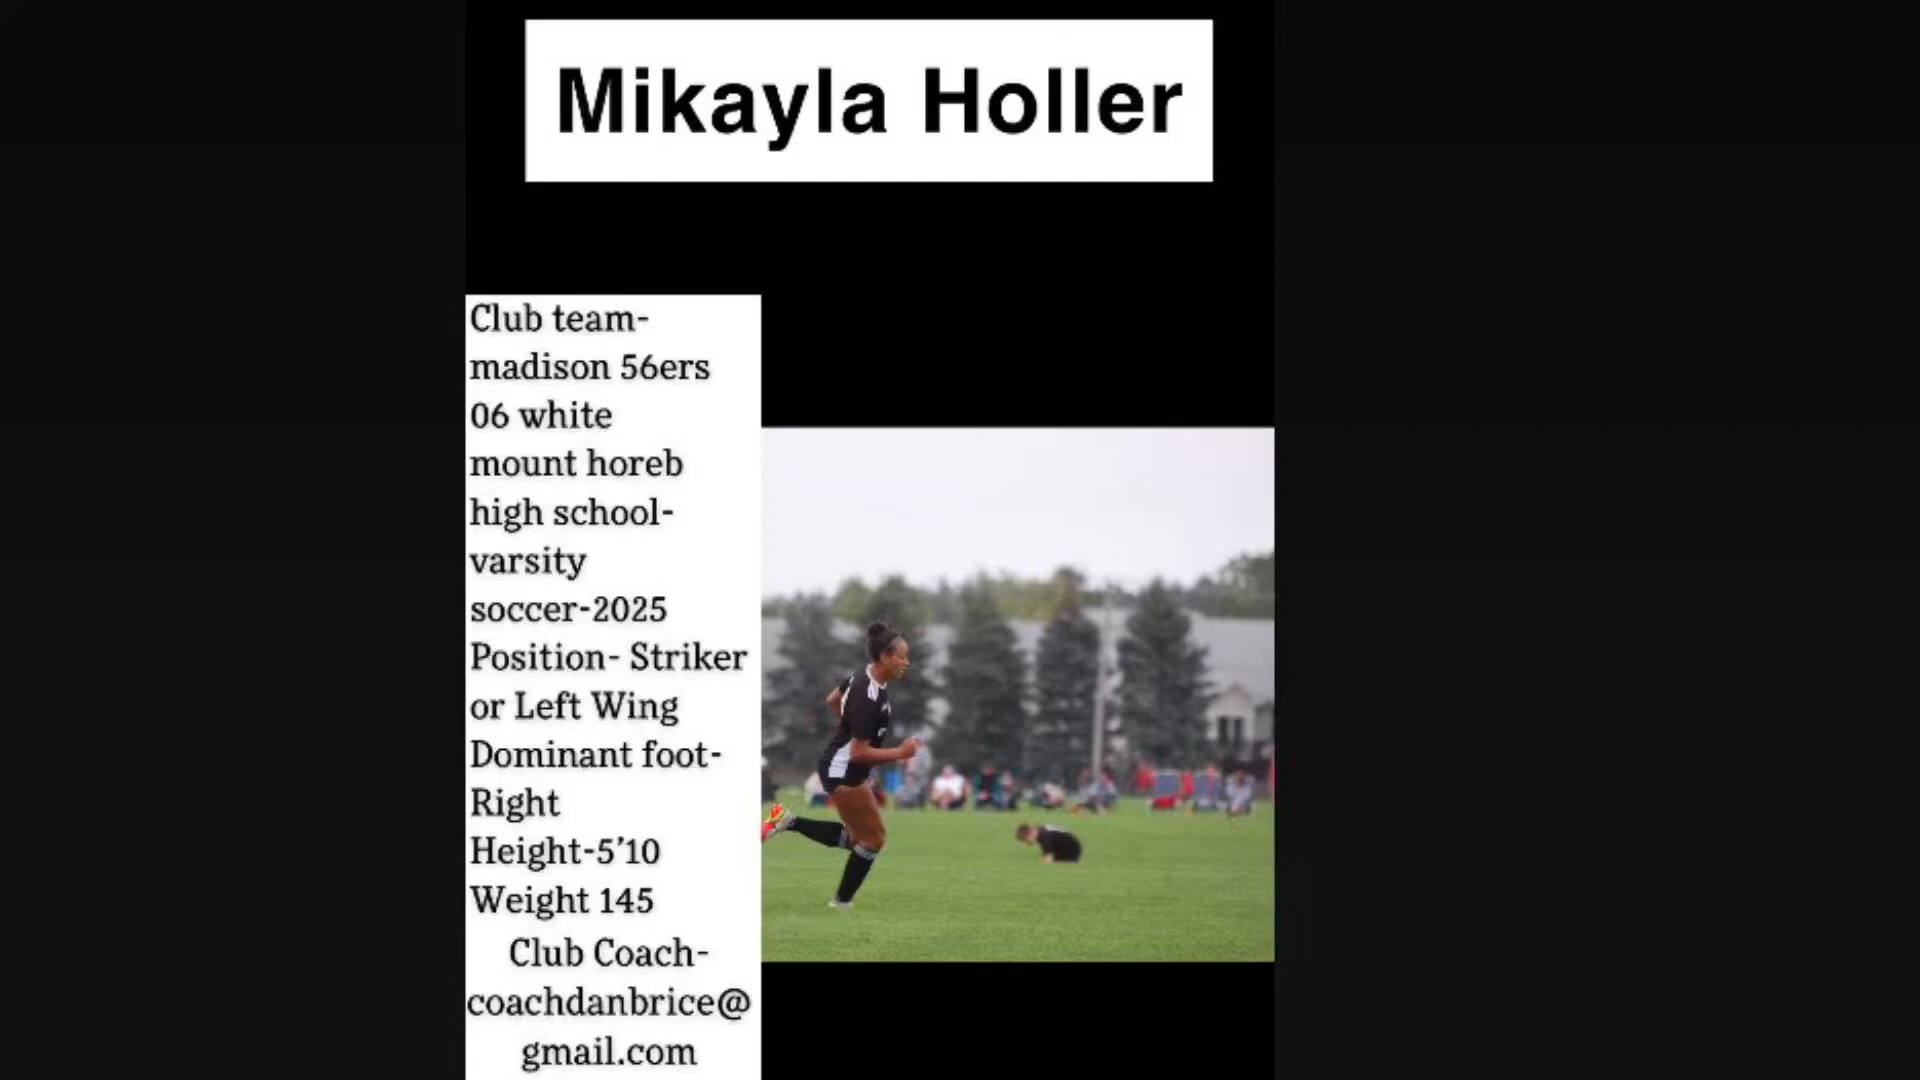 Mikayla Holler
Club team-
madison 56ers
06 white
mount horeb
high school-
varsity
soccer-2025
Position- Striker
or Left Wing
Dominant foot-
Right
Height-5’10
Weight 145
Club Coach-
coachdanbrice@
gmail.com